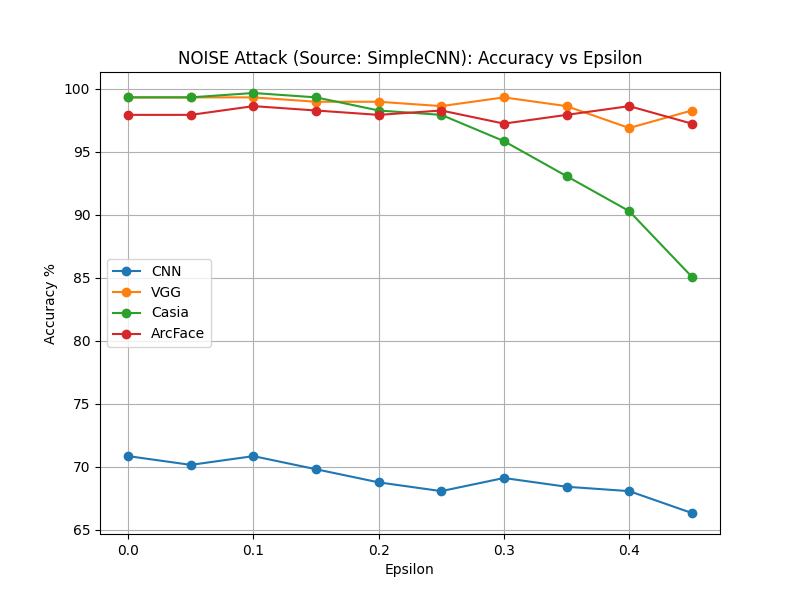 NOISE Attack (Source: SimpleCNN): Accuracy vs Epsilon
100
95
90
85
80
75
70
65
Accuracy %
CNN
VGG
Casia
ArcFace
0.0 0.1 0.2 0.3 0.4
Epsilon